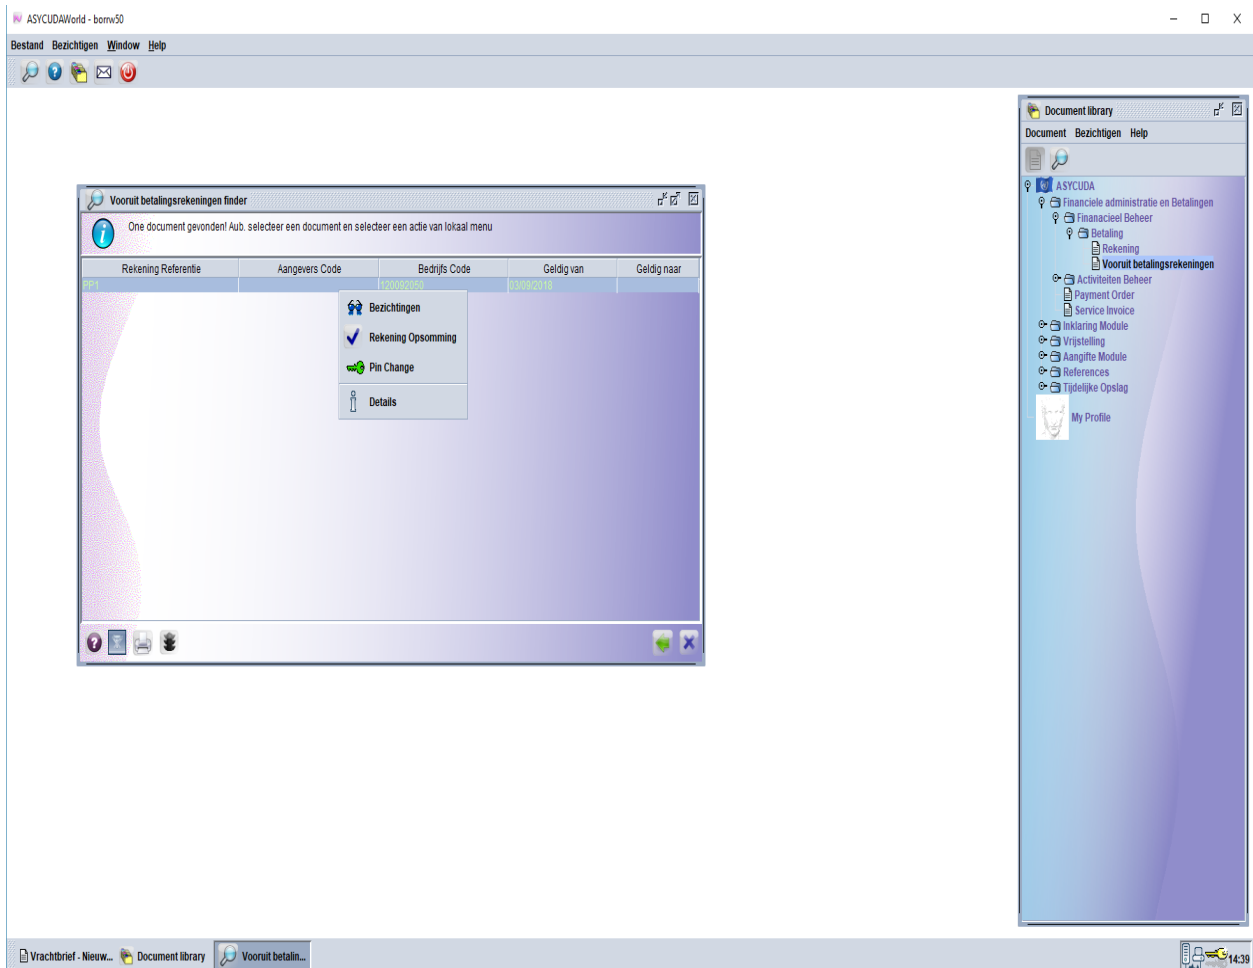 ASYCUDAWorld - borrw50
Bestand Bezichtigen Window Help
Document library
Document Bezichtigen Help
ASYCUDA
Financiele administratie en Betalingen
Finanacieel Beheer
Betaling
Rekening
Vooruit betalingsrekeningen
Activiteiten Beheer
Payment Order
Service Invoice
Inklaring Module
Vrijstelling
Aangifte Module
References
Tijdelijke Opslag
My Profile
Vooruit betalingsrekeningen finder
One document gevonden! Aub. selecteer een document en selecteer een actie van lokaal menu
Rekening Referentie Aangevers Code Bedrijfs Code Geldig van Geldig naar
PP1 120092050 03/09/2018
Bezichtingen
Rekening Opsomming
Pin Change
Details
Vrachtbrief - Nieuw... Document library Vooruit betalin... 14:39